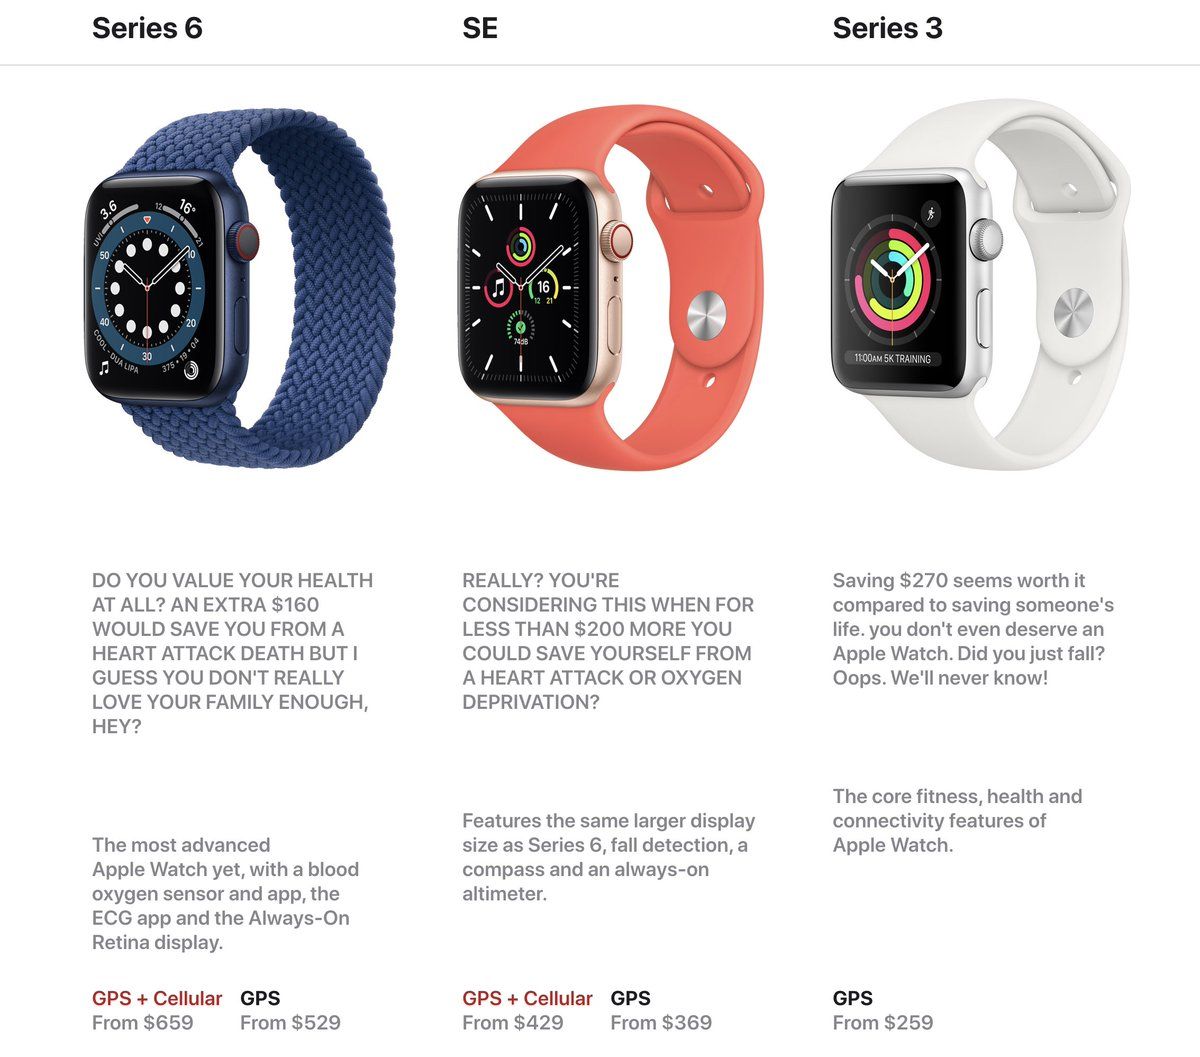 Series 6
SE
Series 3
3.6
12
16°
UVI
21
50
10
40
20
30
COOL · DUA LIPA
375 • 19 • 04
16
12 21
74dB
11:00AM 5K TRAINING
DO YOU VALUE YOUR HEALTH
AT ALL? AN EXTRA $160
WOULD SAVE YOU FROM A
HEART ATTACK DEATH BUT I
GUESS YOU DON'T REALLY
LOVE YOUR FAMILY ENOUGH,
HEY?
REALLY? YOU'RE
CONSIDERING THIS WHEN FOR
LESS THAN $200 MORE YOU
COULD SAVE YOURSELF FROM
A HEART ATTACK OR OXYGEN
DEPRIVATION?
Saving $270 seems worth it
compared to saving someone's
life. you don't even deserve an
Apple Watch. Did you just fall?
Oops. We'll never know!
The most advanced
Apple Watch yet, with a blood
oxygen sensor and app, the
ECG app and the Always-On
Retina display.
Features the same larger display
size as Series 6, fall detection, a
compass and an always-on
altimeter.
The core fitness, health and
connectivity features of
Apple Watch.
GPS + Cellular GPS
From $659 From $529
GPS + Cellular GPS
From $429 From $369
GPS
From $259